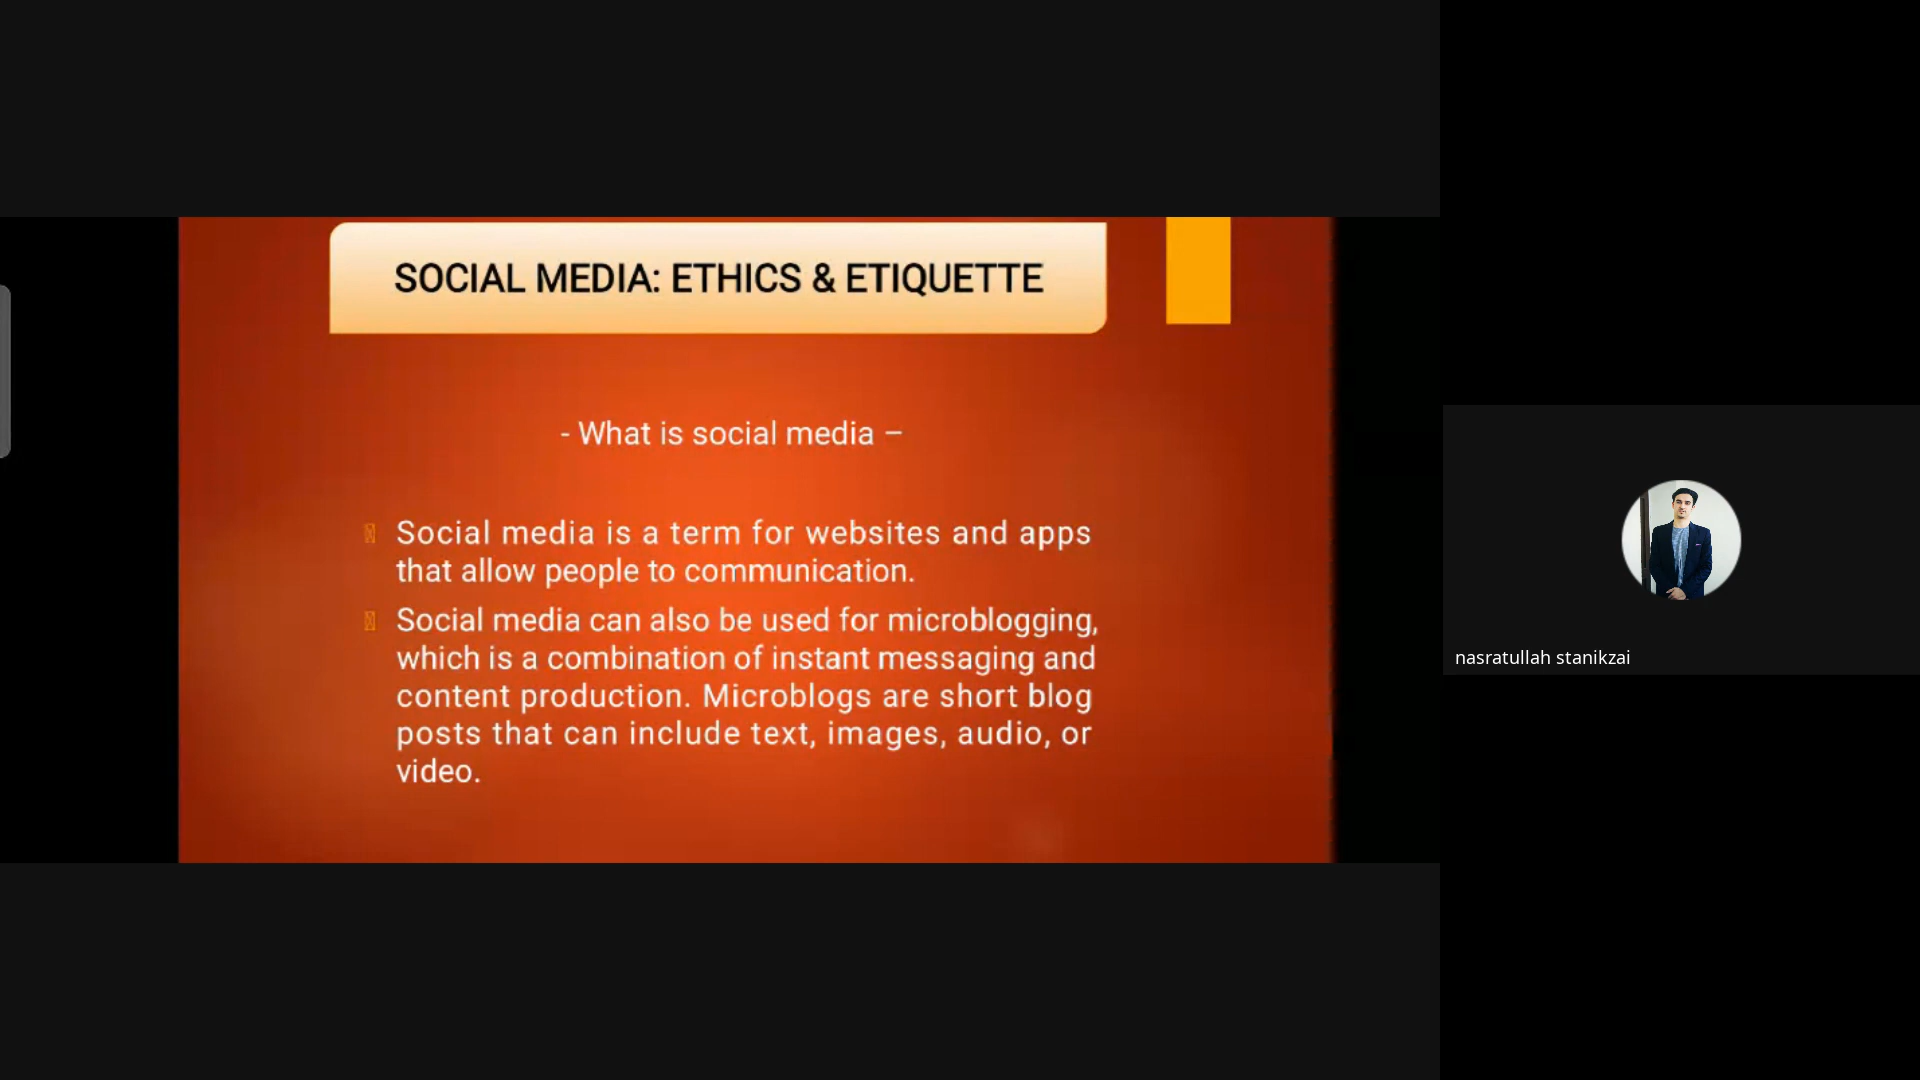 SOCIAL MEDIA: ETHICS & ETIQUETTE
- What is social media –
Social media is a term for websites and apps
that allow people to communication.
Social media can also be used for microblogging,
which is a combination of instant messaging and
content production. Microblogs are short blog
posts that can include text, images, audio, or
video.
nasratullah stanikzai